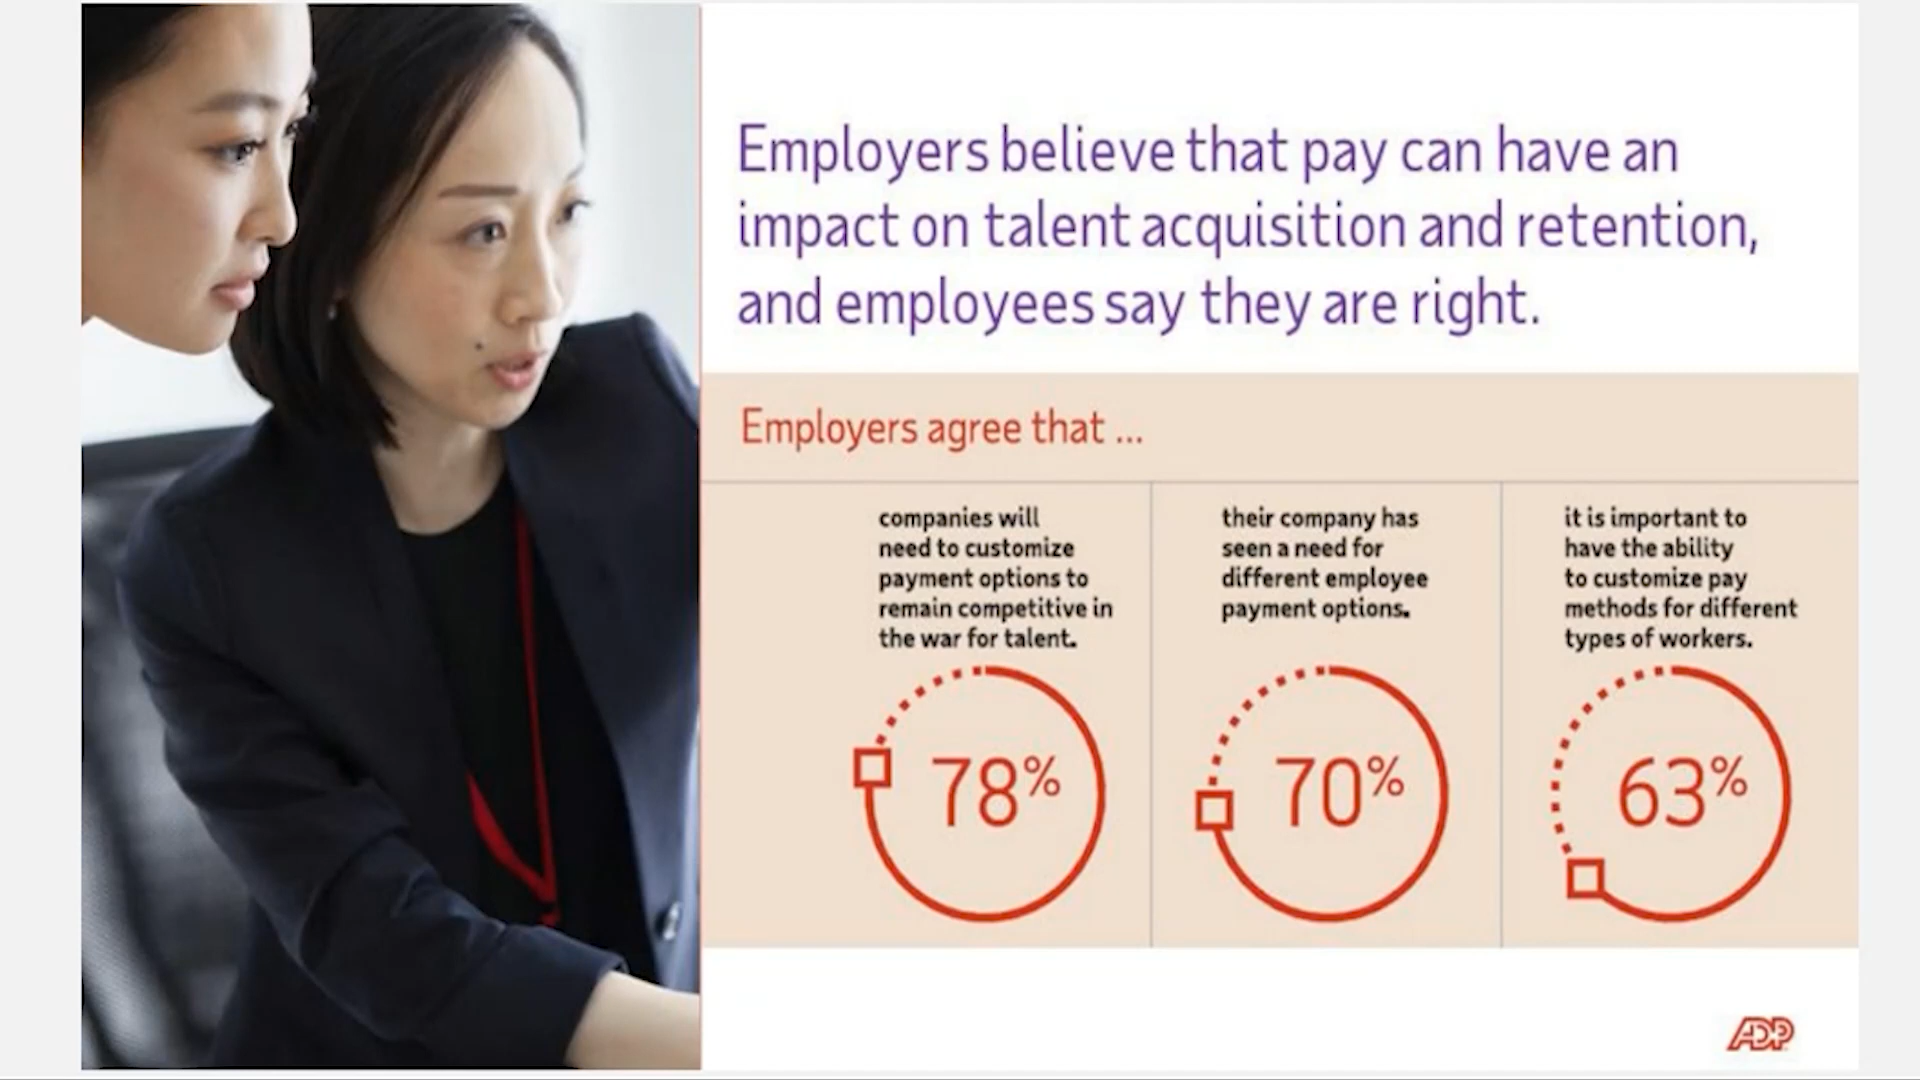 Employers believe that pay can have an
impact on talent acquisition and retention,
and employees say they are right.
Employers agree that ...
companies will
need to customize
payment options to
remain competitive in
the war for talent.
78%
their company has
seen a need for
different employee
payment options.
70%
it is important to
have the ability
to customize pay
methods for different
types of workers.
63%
ADP